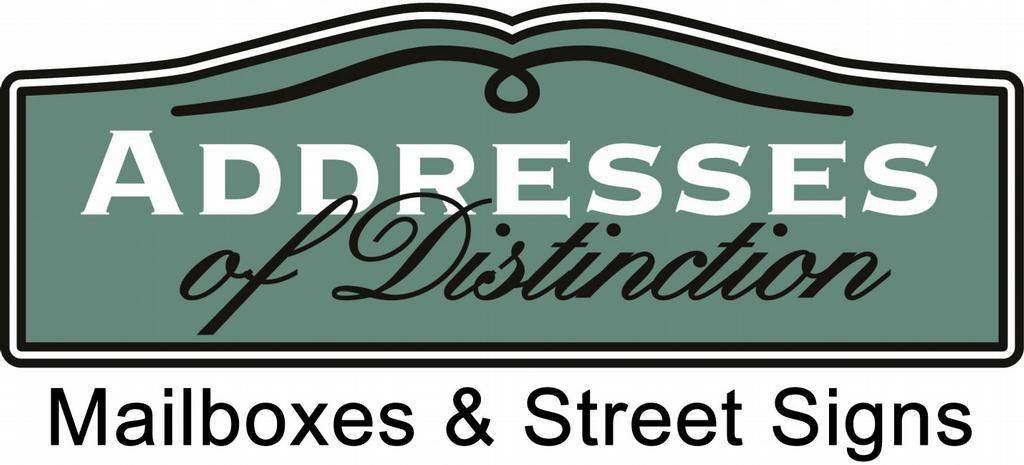 ADDRESSES
of Distinction
Mailboxes & Street Signs